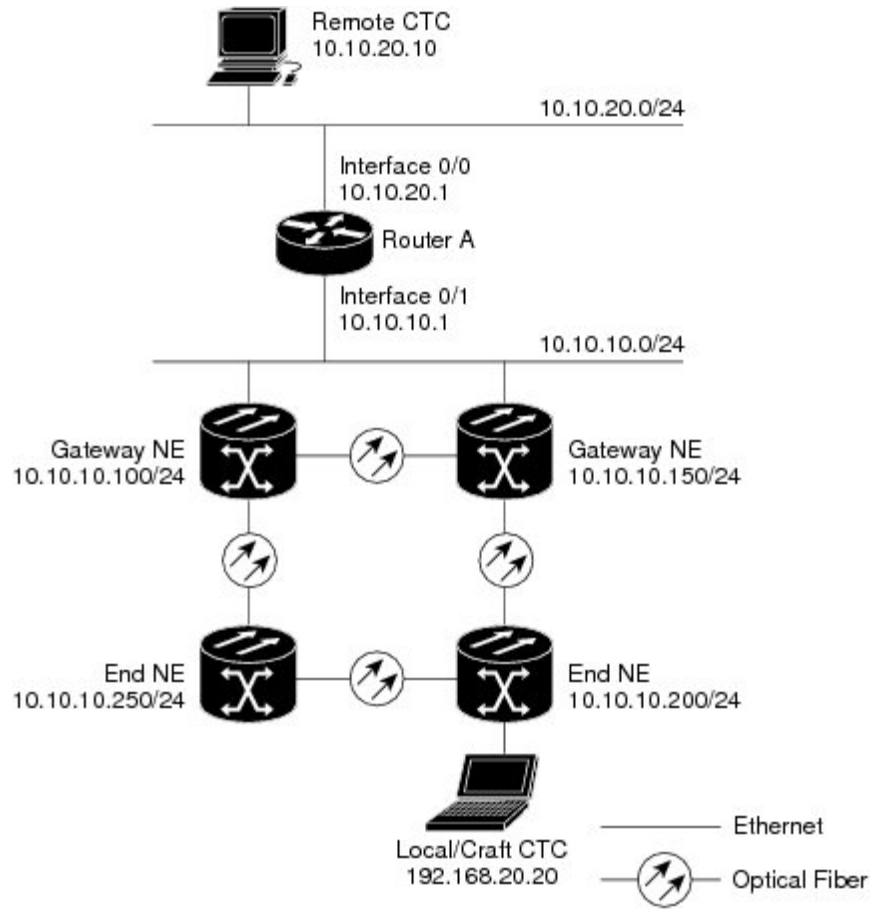 Remote CTC
10.10.20.10
10.10.20.0/24
Interface 0/0
10.10.20.1
Router A
Interface 0/1
10.10.10.1
10.10.10.0/24
Gateway NE
10.10.10.100/24
Gateway NE
10.10.10.150/24
End NE
10.10.10.250/24
End NE
10.10.10.200/24
Local/Craft CTC
192.168.20.20
Ethernet
Optical Fiber